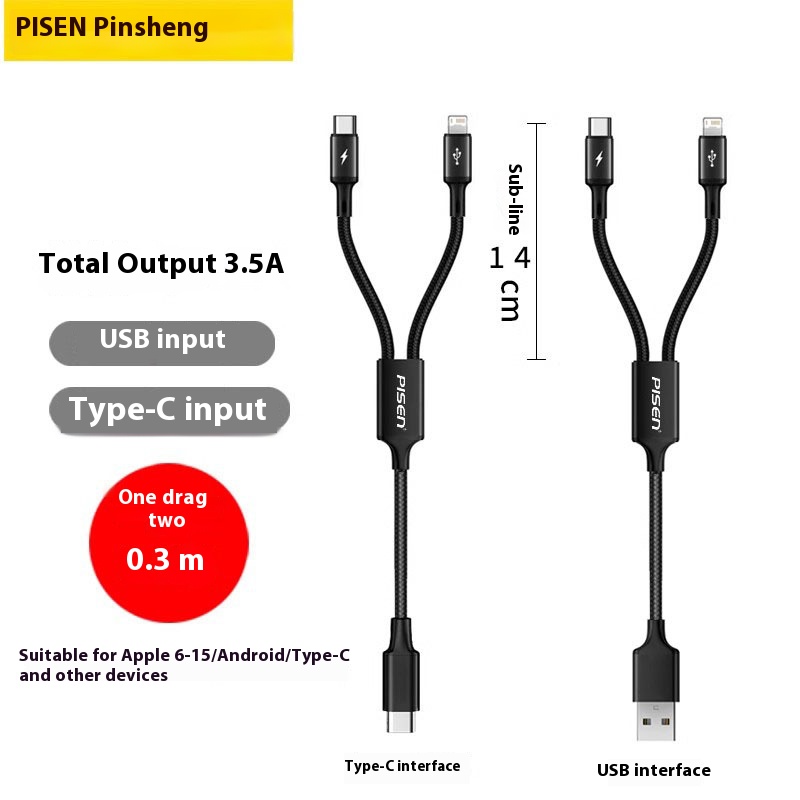 PISEN Pinsheng
Total Output 3.5A
USB input
Type-C input
One drag
two
0.3 m
Suitable for Apple 6-15/Android/Type-C
and other devices
Sub-line
14
cm
PISEN
PISEN
Type-C interface
USB interface